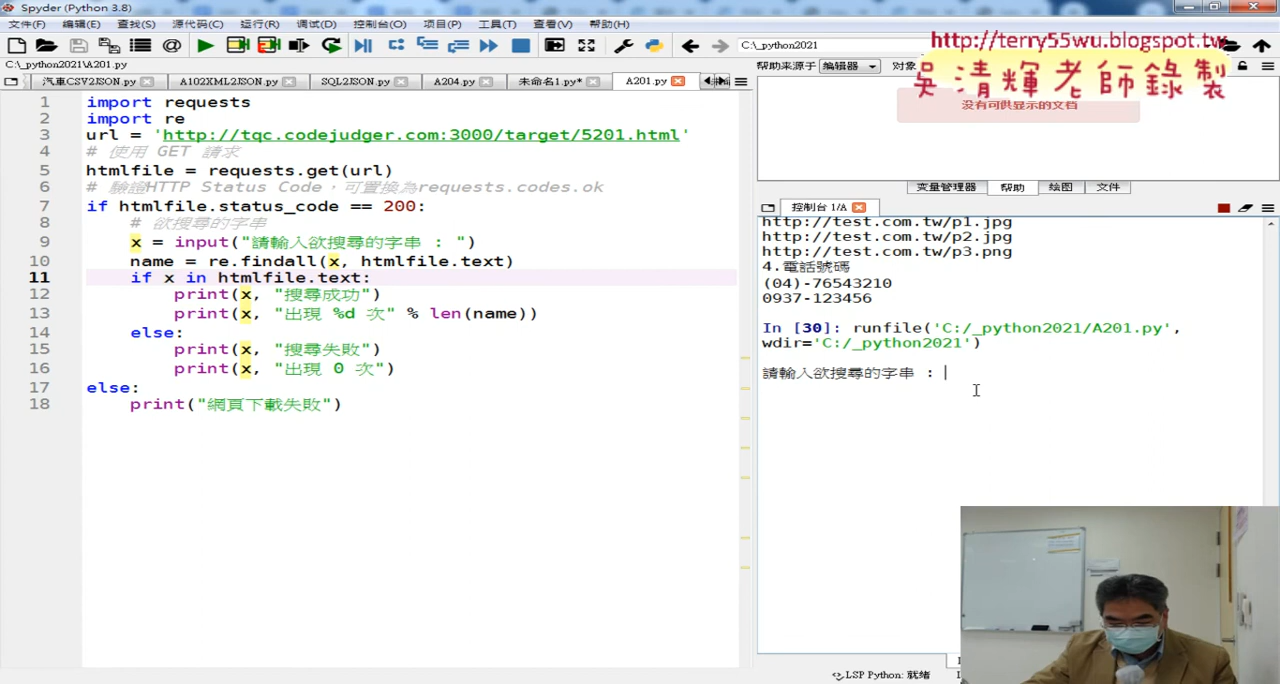 Spyder (Python 3.8)
文件(F) 编辑(E) 查找(S) 源代码(C) 运行(R) 调试(D) 控制台(O) 项目(P) 工具(T) 查看(V) 帮助(H)
C:\_python2021
http://terry55wu.blogspot.tw
吳清輝老師錄製
C:\_python2021\A201.py
汽車CSV2JSON.py A102XML2JSON.py SQL2JSON.py A204.py 未命名1.py* A201.py
帮助来源于 编辑器 对象
没有可供显示的文档
变量管理器 帮助 绘图 文件
控制台 1/A
1 import requests
2 import re
3 url = 'http://tqc.codejudger.com:3000/target/5201.html'
4 # 使用 GET 請求
5 htmlfile = requests.get(url)
6 # 驗證HTTP Status Code，可置換為requests.codes.ok
7 if htmlfile.status_code == 200:
8 # 欲搜尋的字串
9 x = input("請輸入欲搜尋的字串 : ")
10 name = re.findall(x, htmlfile.text)
11 if x in htmlfile.text:
12 print(x, "搜尋成功")
13 print(x, "出現 %d 次" % len(name))
14 else:
15 print(x, "搜尋失敗")
16 print(x, "出現 0 次")
17 else:
18 print("網頁下載失敗")
http://test.com.tw/p1.jpg
http://test.com.tw/p2.jpg
http://test.com.tw/p3.png
4.電話號碼
(04)-76543210
0937-123456
In [30]: runfile('C:/_python2021/A201.py',
wdir='C:/_python2021')
請輸入欲搜尋的字串 :
LSP Python: 就绪